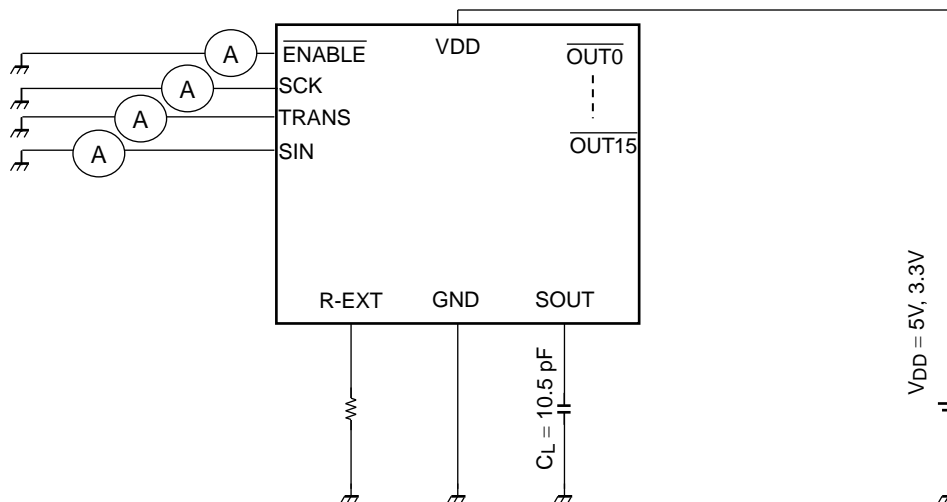 A
ENABLE
VDD
OUT0
A
SCK
A
TRANS
A
SIN
OUT15
R-EXT
GND
SOUT
CL = 10.5 pF
VDD = 5V, 3.3V